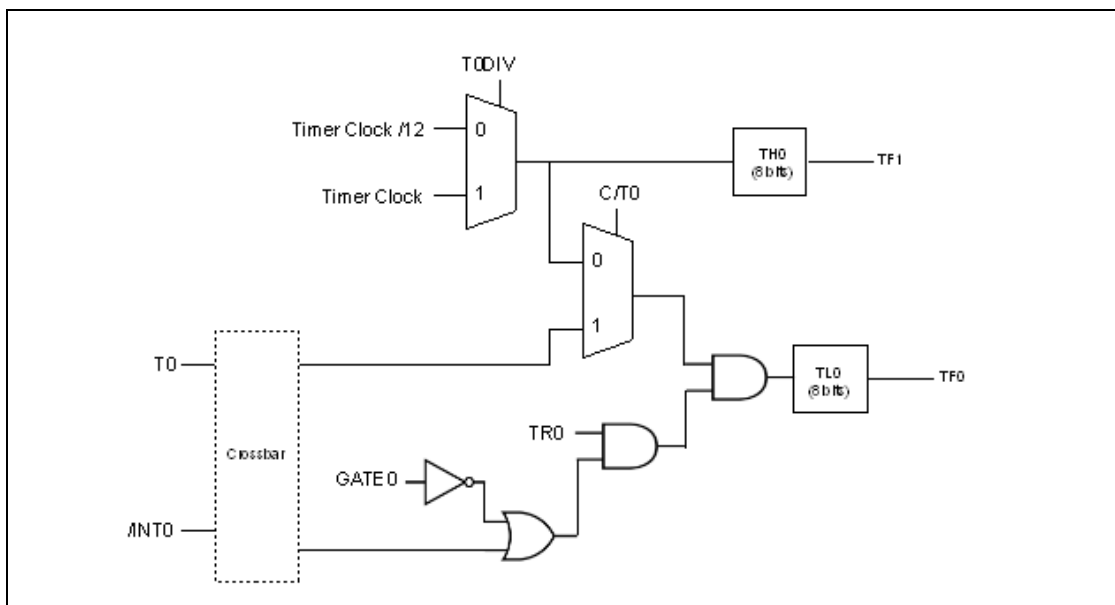 T0DIV
Timer Clock /12
0
TH0
(8 bits)
TF1
Timer Clock
1
C/T0
0
1
T0
TL0
(8 bits)
TF0
TR0
Crossbar
GATE0
/INT0